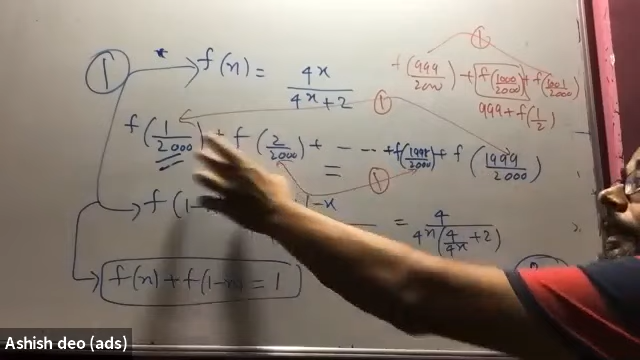 ① * f(x) = 4^x / (4^x + 2)
f(999/2000) + f(1000/2000) + f(1001/2000)
①
999 + f(1/2)
①
f(1/2000) + f(2/2000) + - - - + f(1998/2000) + f(1999/2000)
①
f(1-x) 1-x = 4 / (4^x(4/4^x + 2))
f(x) + f(1-x) = 1
Ashish deo (ads)